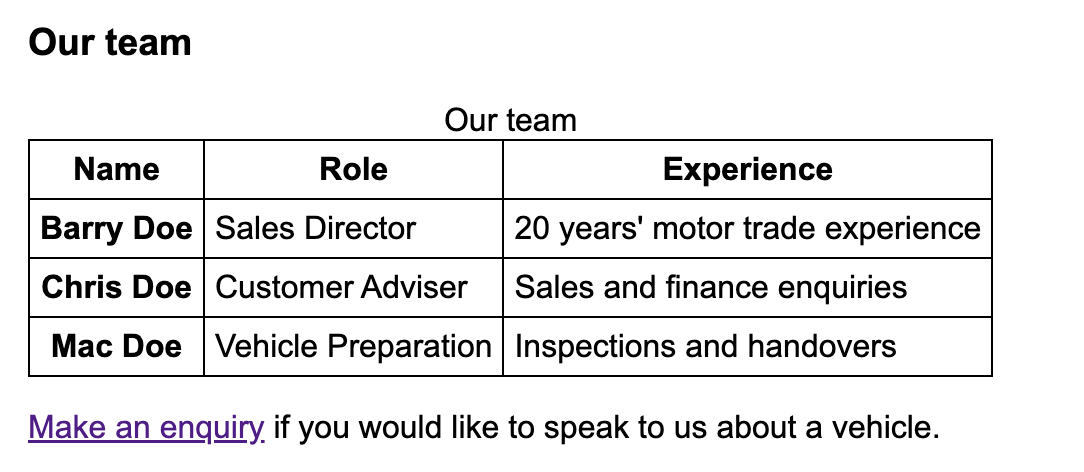 Our team
Our team
Name Role Experience
Barry Doe Sales Director 20 years' motor trade experience
Chris Doe Customer Adviser Sales and finance enquiries
Mac Doe Vehicle Preparation Inspections and handovers
Make an enquiry if you would like to speak to us about a vehicle.